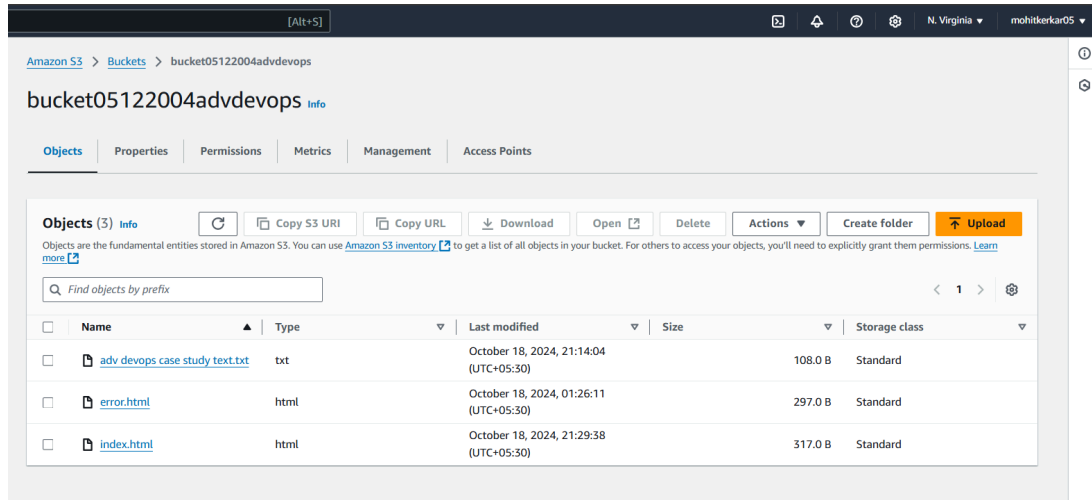 [Alt+S] N. Virginia ▼ mohitkerkar05 ▼
Amazon S3 > Buckets > bucket05122004advdevops
bucket05122004advdevops Info
Objects Properties Permissions Metrics Management Access Points
Objects (3) Info Copy S3 URI Copy URL Download Open Delete Actions ▼ Create folder Upload
Objects are the fundamental entities stored in Amazon S3. You can use Amazon S3 inventory to get a list of all objects in your bucket. For others to access your objects, you'll need to explicitly grant them permissions. Learn
more
Find objects by prefix < 1 >
Name Type Last modified Size Storage class
adv devops case study text.txt txt October 18, 2024, 21:14:04 (UTC+05:30) 108.0 B Standard
error.html html October 18, 2024, 01:26:11 (UTC+05:30) 297.0 B Standard
index.html html October 18, 2024, 21:29:38 (UTC+05:30) 317.0 B Standard